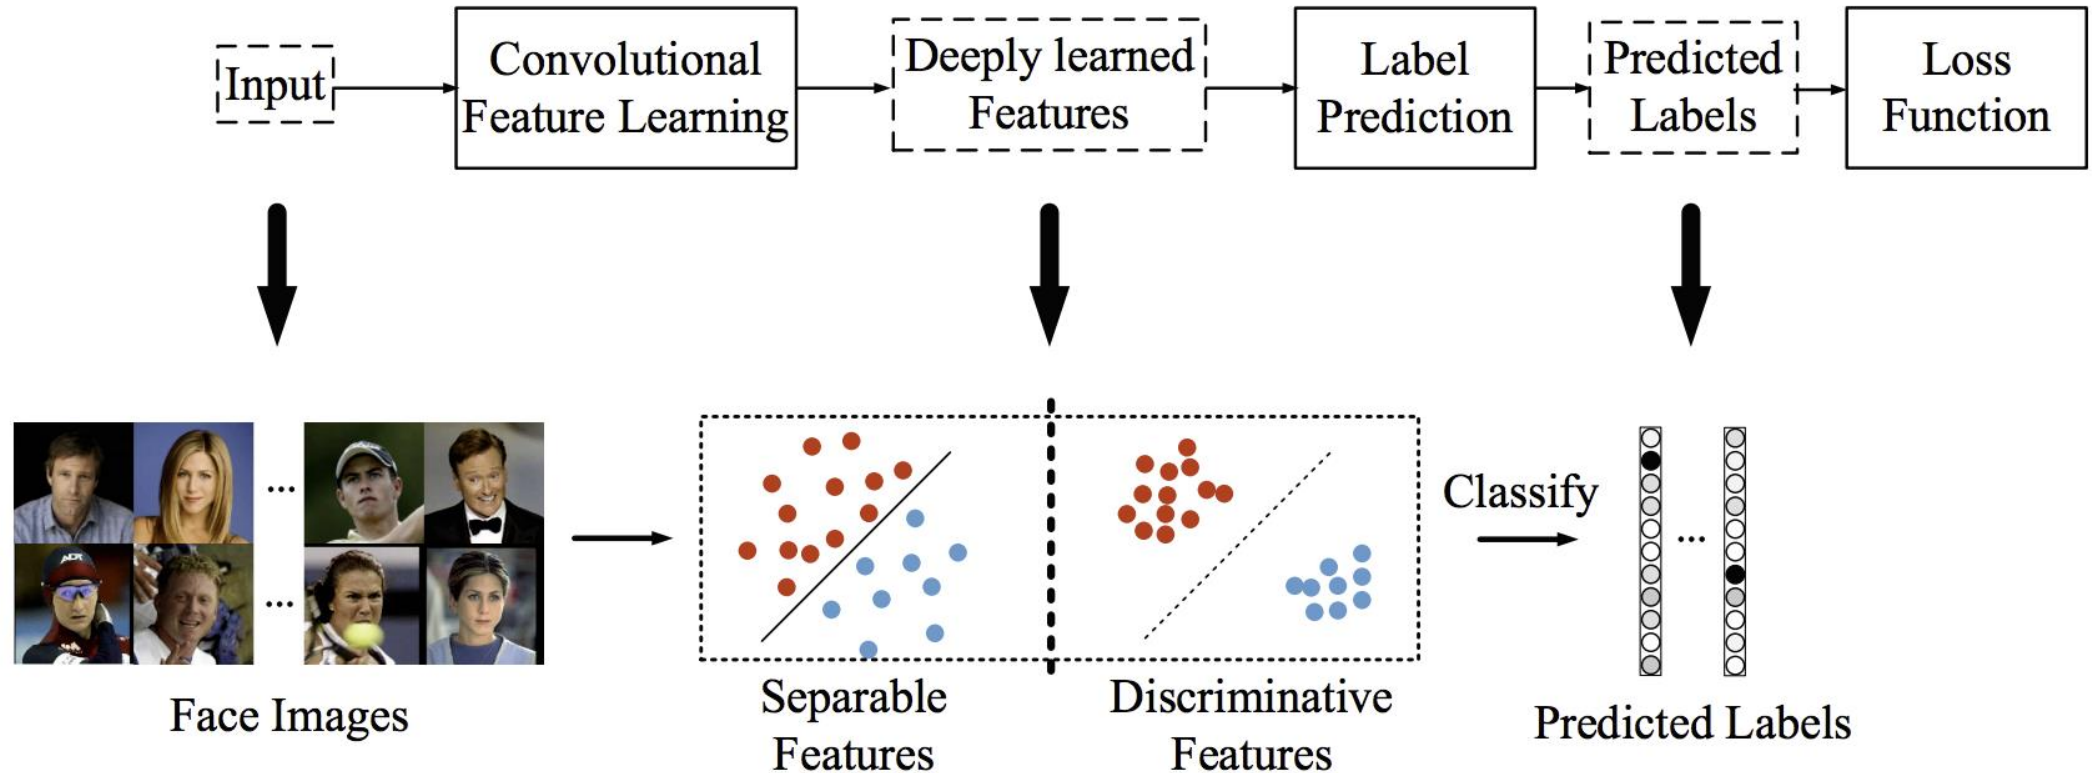 Input
Convolutional
Feature Learning
Deeply learned
Features
Label
Prediction
Predicted
Labels
Loss
Function
...
...
ADT
Classify
...
Face Images
Separable
Features
Discriminative
Features
Predicted Labels